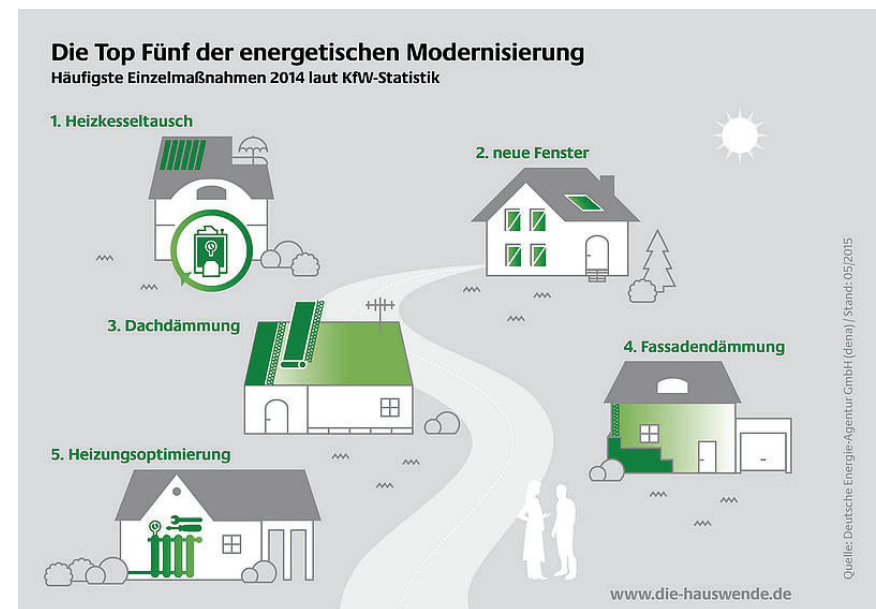 Die Top Fünf der energetischen Modernisierung
Häufigste Einzelmaßnahmen 2014 laut KfW-Statistik
1. Heizkesseltausch
2. neue Fenster
3. Dachdämmung
4. Fassadendämmung
5. Heizungsoptimierung
Quelle: Deutsche Energie-Agentur GmbH (dena) / Stand: 05/2015
www.die-hauswende.de